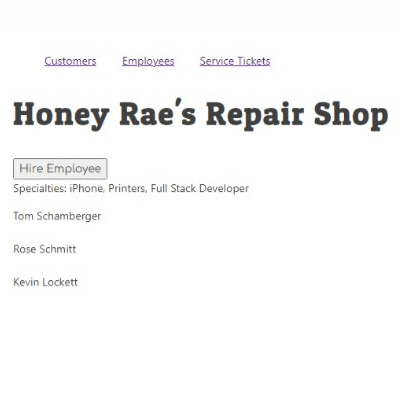 Customers Employees Service Tickets
Honey Rae's Repair Shop
Hire Employee
Specialties: iPhone, Printers, Full Stack Developer
Tom Schamberger
Rose Schmitt
Kevin Lockett